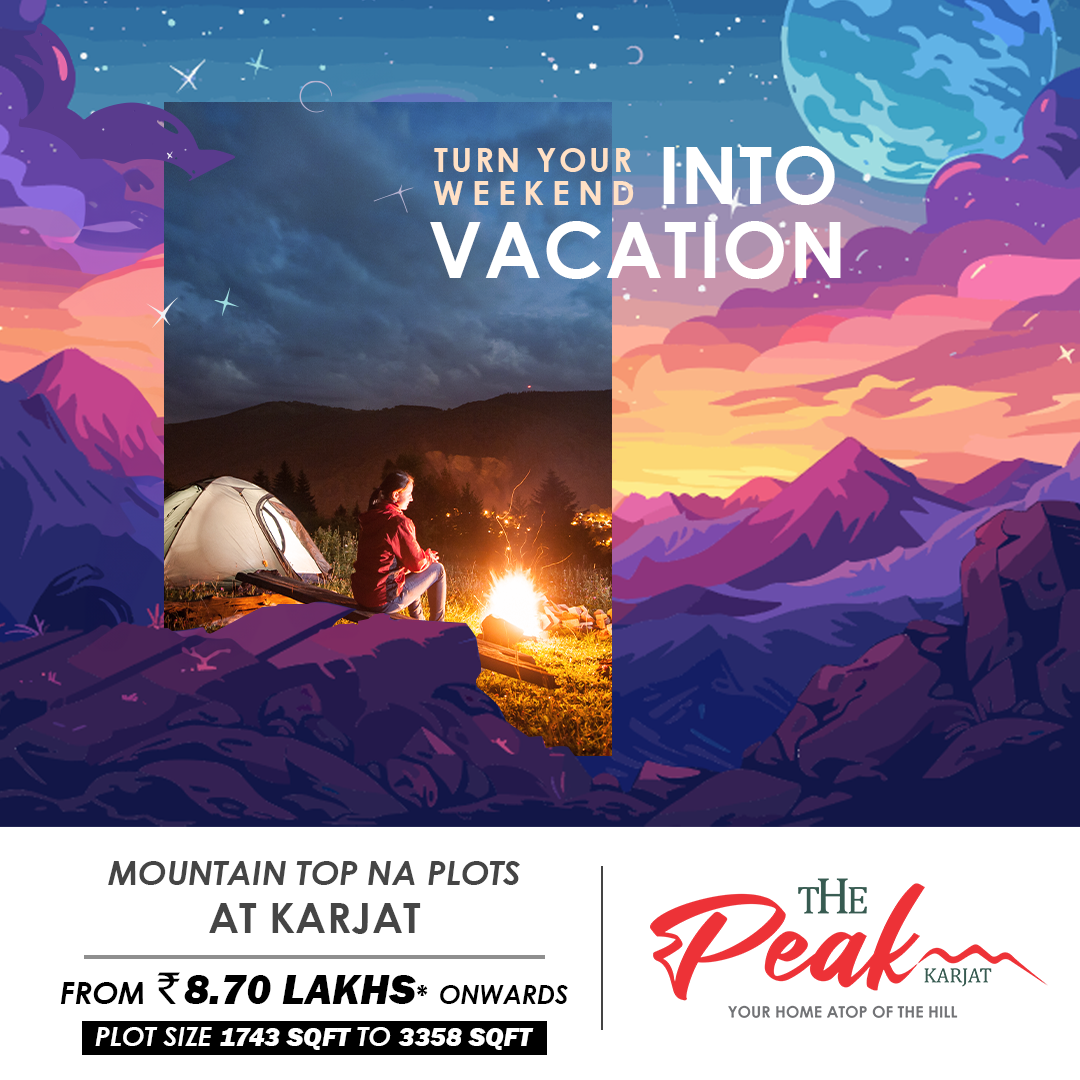 TURN YOUR
WEEKEND INTO
VACATION
MOUNTAIN TOP NA PLOTS
AT KARJAT
FROM ₹8.70 LAKHS* ONWARDS
PLOT SIZE 1743 SQFT TO 3358 SQFT
THE
Peak
KARJAT
YOUR HOME ATOP OF THE HILL